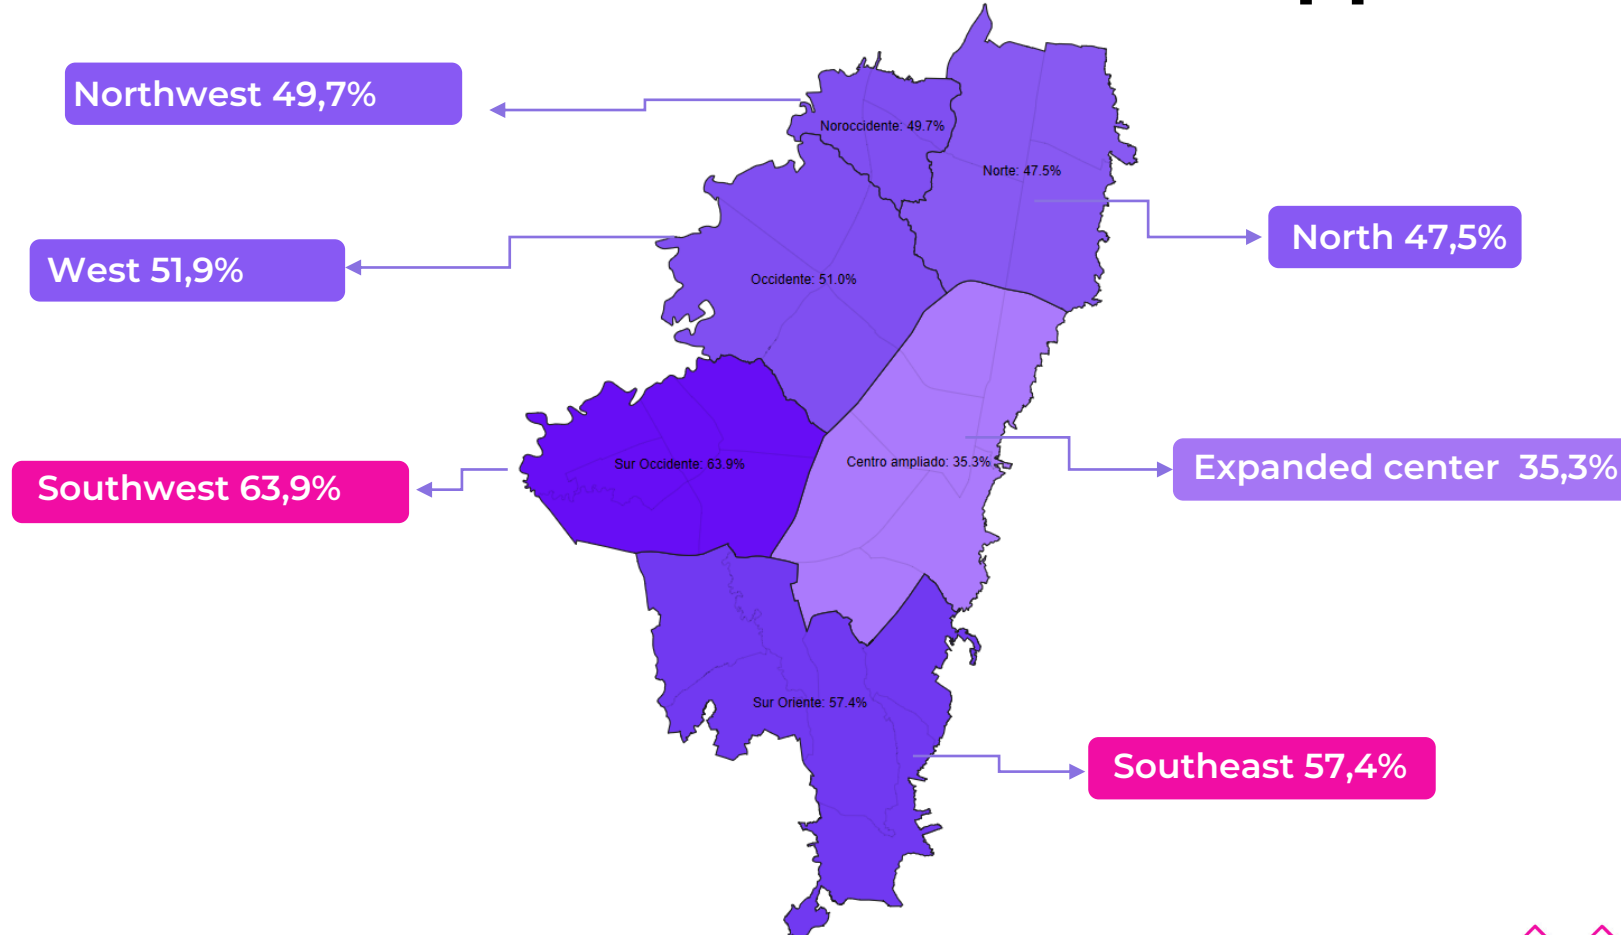 Northwest 49,7%
Noroccidente: 49.7%
Norte: 47.5%
North 47,5%
West 51,9%
Occidente: 51.0%
Southwest 63,9%
Sur Occidente: 63.9%
Centro ampliado: 35.3%
Expanded center 35,3%
Sur Oriente: 57.4%
Southeast 57,4%